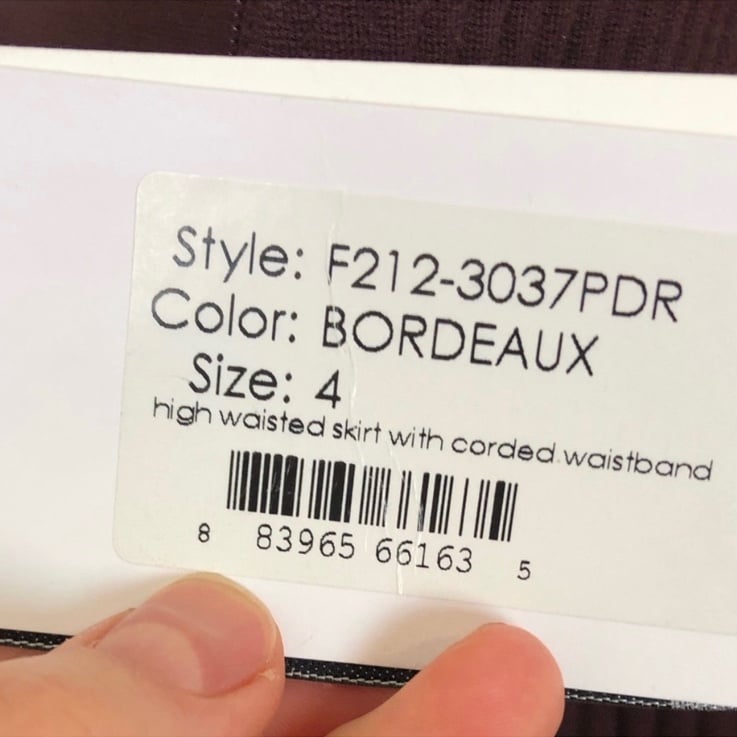 Style: F212-3037PDR
Color: BORDEAUX
Size: 4
high waisted skirt with corded waistband
8 83965 66163 5